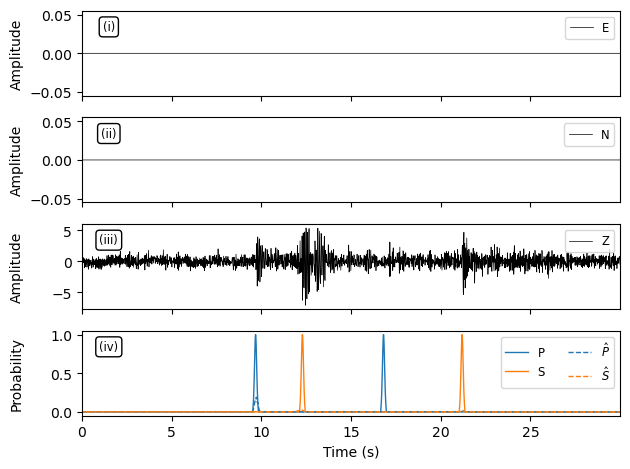 (i)
E
Amplitude
0.05
0.00
−0.05
(ii)
N
Amplitude
0.05
0.00
−0.05
(iii)
Z
Amplitude
5
0
−5
(iv)
P
S
P̂
Ŝ
Probability
1.0
0.5
0.0
0 5 10 15 20 25
Time (s)